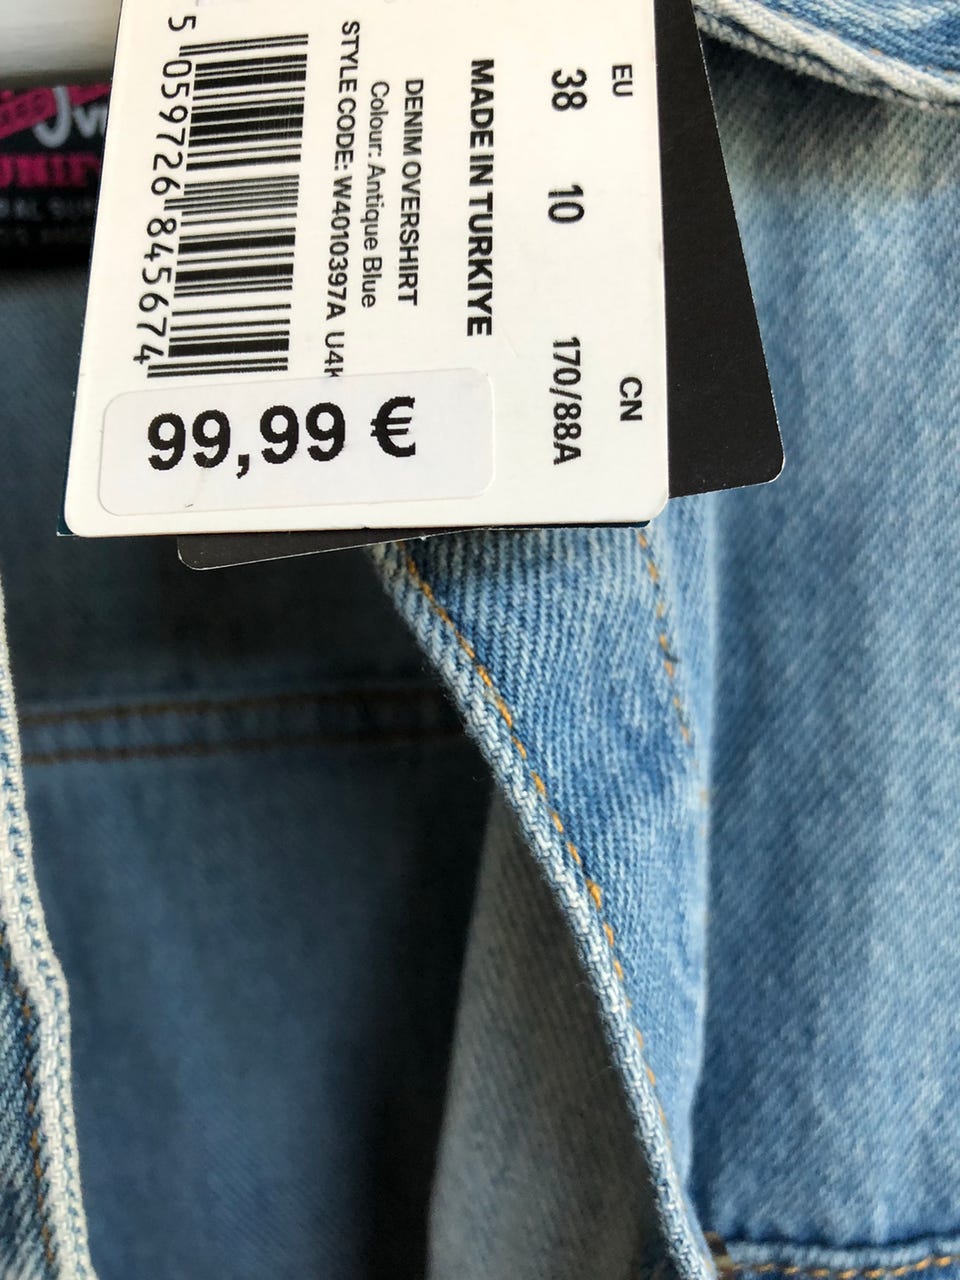 EU CN
38 10 170/88A
MADE IN TURKIYE
DENIM OVERSHIRT
Colour: Antique Blue
STYLE CODE: W4010397A U4K
5 059726 845674
99,99 €